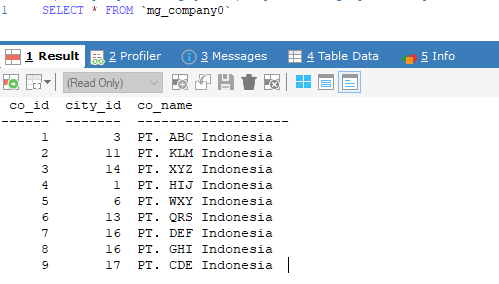 1 SELECT * FROM `mg_company0`
1 Result 2 Profiler 3 Messages 4 Table Data 5 Info
(Read Only)
co_id city_id co_name
------ ------- -------------------
1 3 PT. ABC Indonesia
2 11 PT. KLM Indonesia
3 14 PT. XYZ Indonesia
4 1 PT. HIJ Indonesia
5 6 PT. WXY Indonesia
6 13 PT. QRS Indonesia
7 16 PT. DEF Indonesia
8 16 PT. GHI Indonesia
9 17 PT. CDE Indonesia